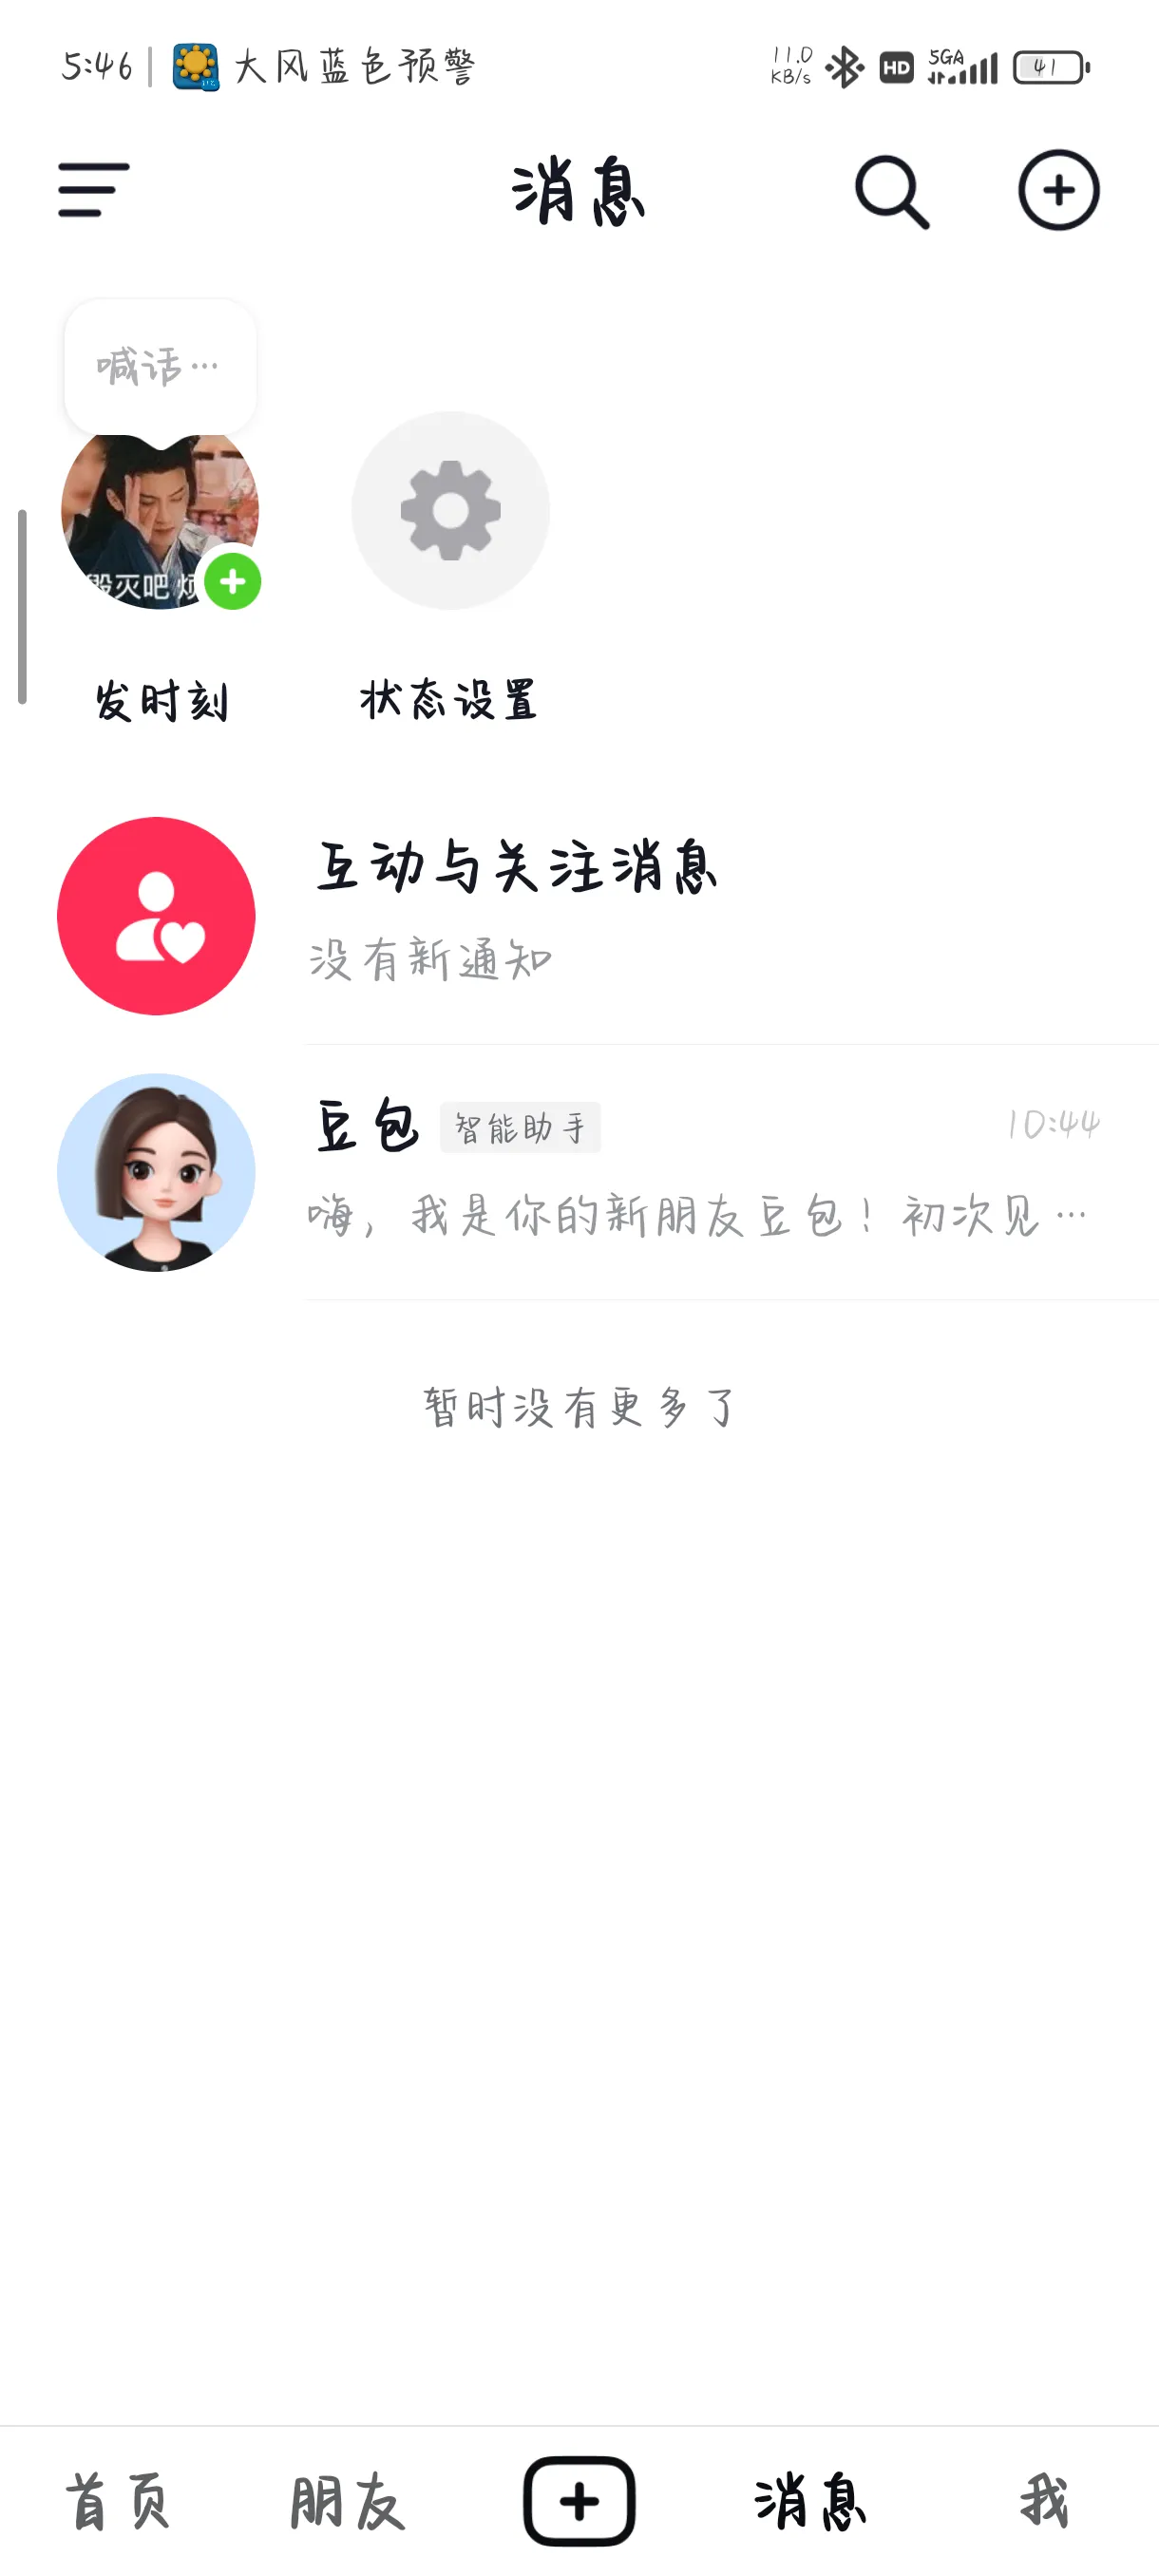 5:46 大风蓝色预警 11.0 KB/s HD 5GA 41
消息
喊话…
毁灭吧 烦
发时刻 状态设置
互动与关注消息
没有新通知
豆包 智能助手 10:44
嗨，我是你的新朋友豆包！初次见…
暂时没有更多了
首页 朋友 消息 我